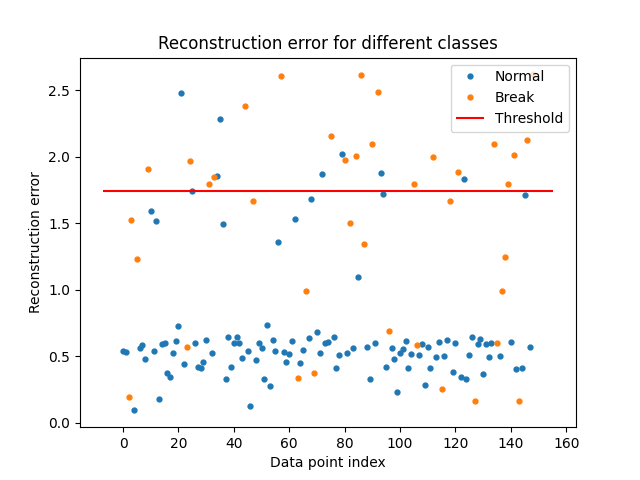 Reconstruction error for different classes
Normal
Break
Threshold
2.5
2.0
1.5
1.0
0.5
0.0
Reconstruction error
0 20 40 60 80 100 120 140 160
Data point index